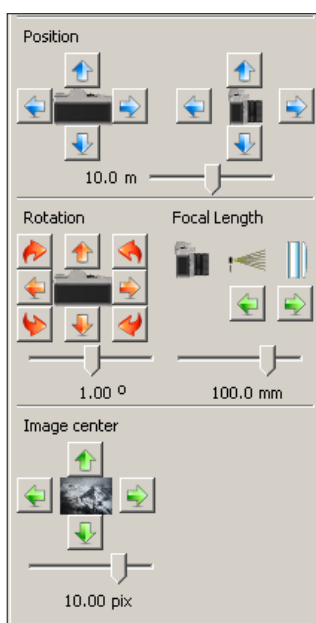 Position
10.0 m
Rotation
Focal Length
1.00 º
100.0 mm
Image center
10.00 pix